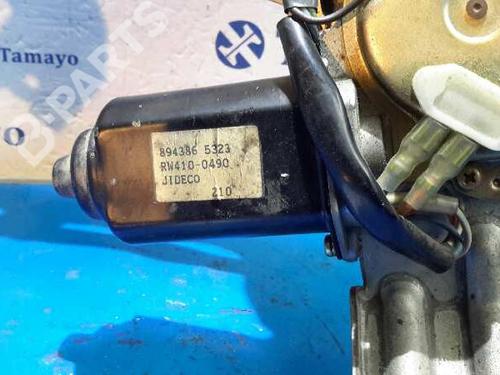 Tamayo
B-Parts
894386 5323
RW410-0490
JIDECO
210